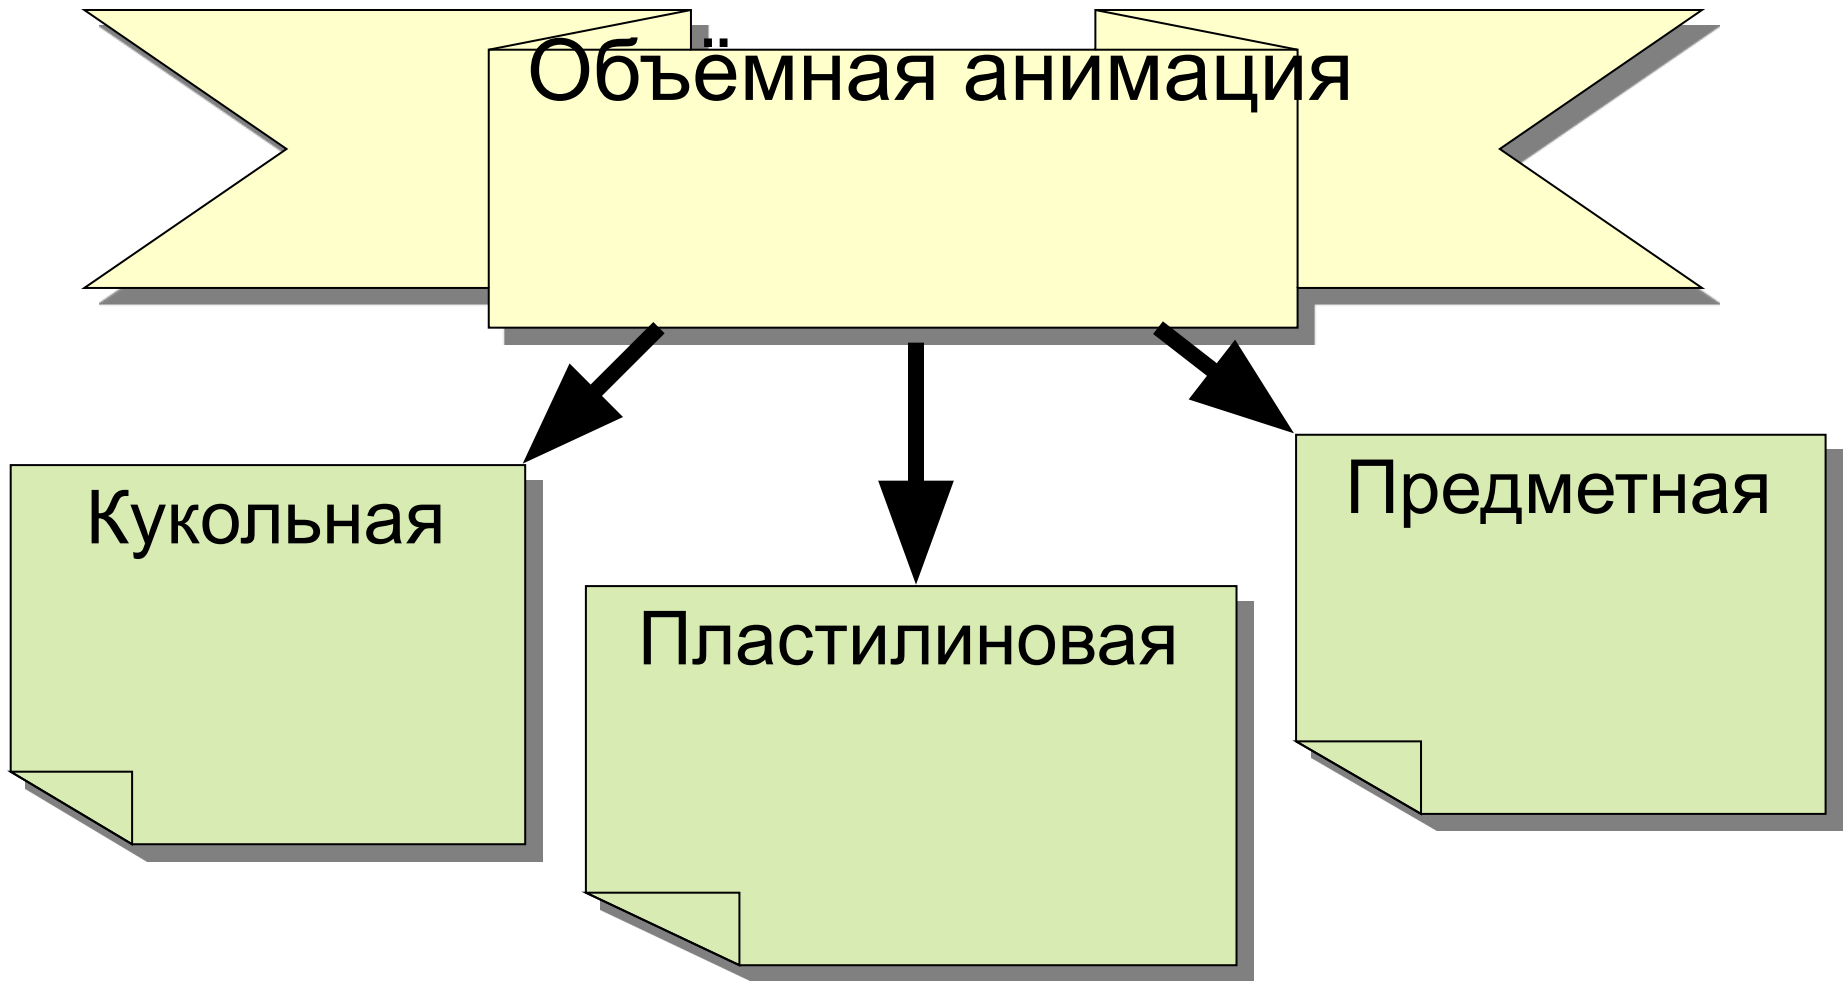 Объёмная анимация
Кукольная
Пластилиновая
Предметная